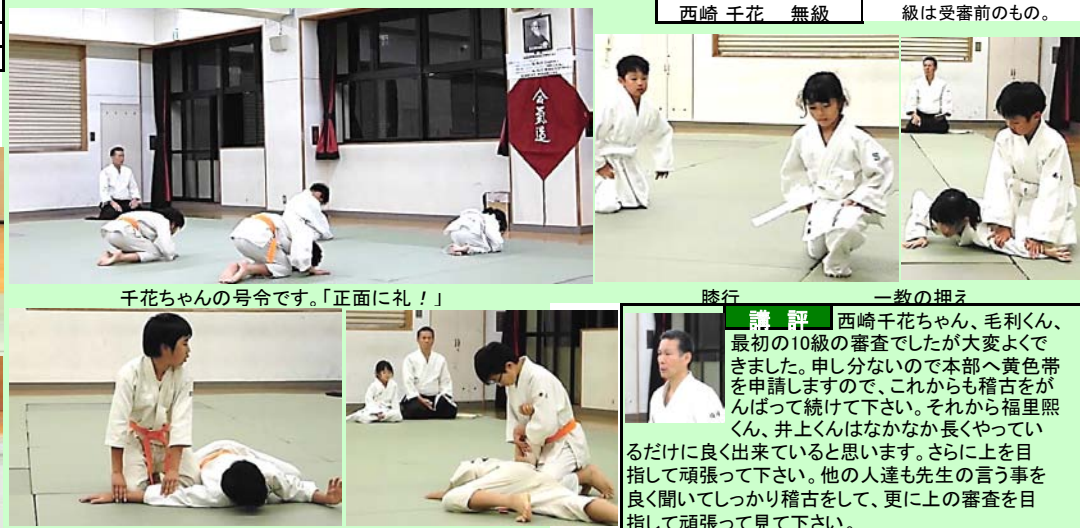 西崎 千花　無級
級は受審前のもの。
合氣道
千花ちゃんの号令です。「正面に礼！」
膝行
一教の押え
講　評
西崎千花ちゃん、毛利くん、
最初の10級の審査でしたが大変よくで
きました。申し分ないので本部へ黄色帯
を申請しますので、これからも稽古をが
んばって続けて下さい。それから福里熙
くん、井上くんはなかなか長くやってい
るだけに良く出来ていると思います。さらに上を目
指して頑張って下さい。他の人達も先生の言う事を
良く聞いてしっかり稽古をして、更に上の審査を目
指して頑張って見て下さい。